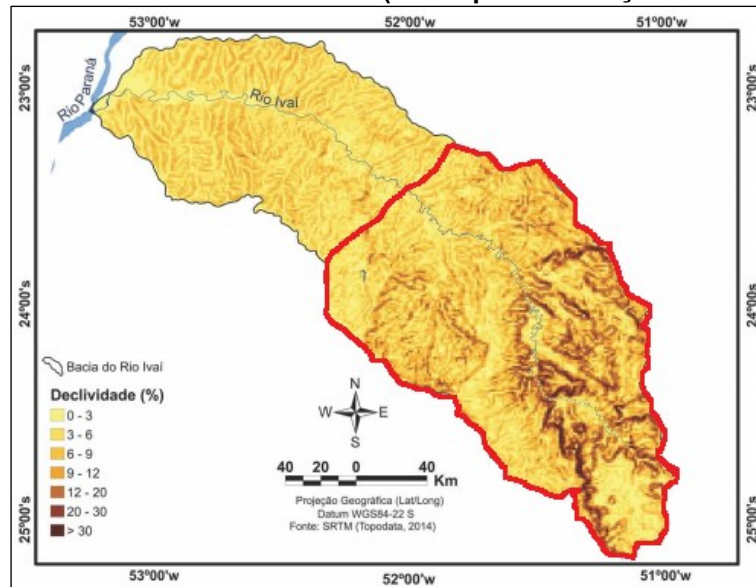 53°00'w 52°00'w 51°00'w
23°00's 23°00's
Rio Paraná
Rio Ivaí
24°00's 24°00's
Bacia do Rio Ivaí
Declividade (%)
0 - 3
3 - 6
6 - 9
9 - 12
12 - 20
20 - 30
> 30
N
W E
S
40 20 0 40
Km
Projeção Geográfica (Lat/Long)
Datum WGS84-22 S
Fonte: SRTM (Topodata, 2014)
25°00's 25°00's
53°00'w 52°00'w 51°00'w